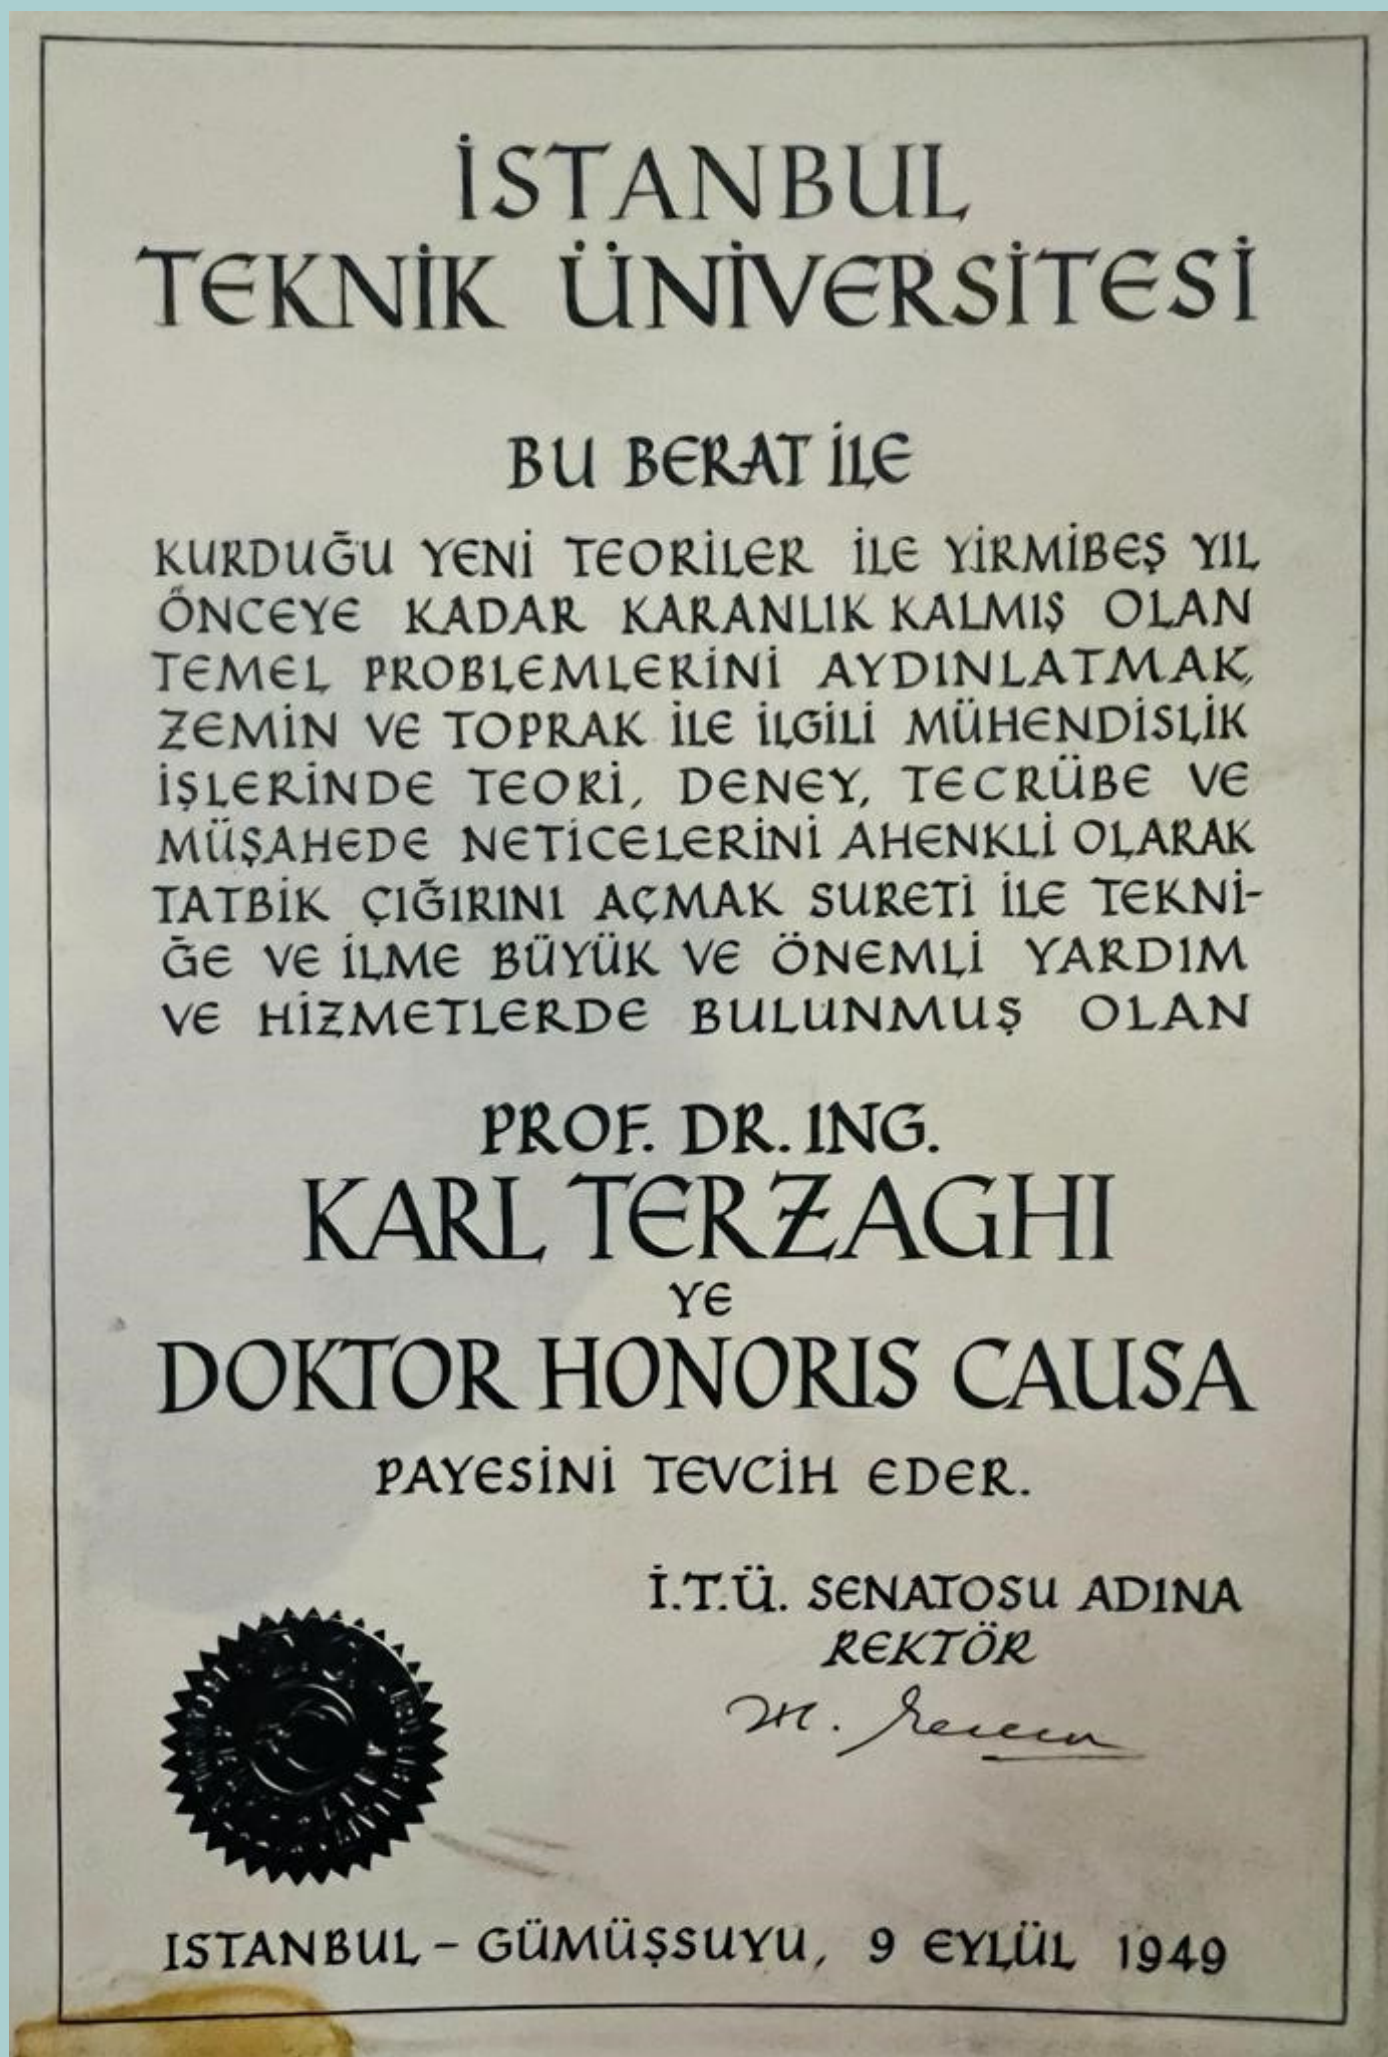 İSTANBUL
TEKNİK ÜNİVERSİTESİ
BU BERAT İLE
KURDUĞU YENİ TEORİLER İLE YİRMİBEŞ YIL
ÖNCEYE KADAR KARANLIK KALMIŞ OLAN
TEMEL PROBLEMLERİNİ AYDINLATMAK,
ZEMİN VE TOPRAK İLE İLGİLİ MÜHENDİSLİK
İŞLERİNDE TEORİ, DENEY, TECRÜBE VE
MÜŞAHEDE NETİCELERİNİ AHENKLİ OLARAK
TATBİK ÇIĞIRINI AÇMAK SURETİ İLE TEKNİ-
ĞE VE İLME BÜYÜK VE ÖNEMLİ YARDIM
VE HİZMETLERDE BULUNMUŞ OLAN
PROF. DR. ING.
KARL TERZAGHI
YE
DOKTOR HONORIS CAUSA
PAYESİNİ TEVCİH EDER.
İ.T.Ü. SENATOSU ADINA
REKTÖR
ISTANBUL - GÜMÜŞSUYU, 9 EYLÜL 1949